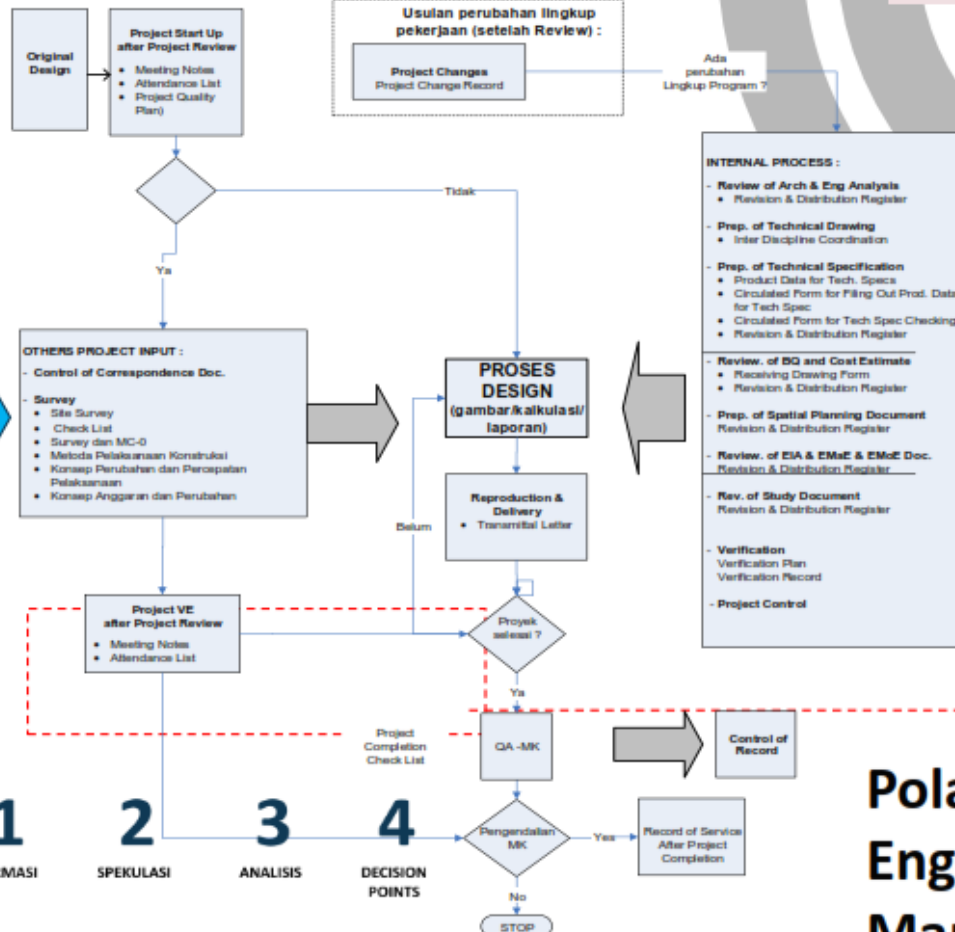 Original
Design
Project Start Up
after Project Review
• Meeting Notes
• Attendance List
• Project Quality
Plan)
Usulan perubahan lingkup
pekerjaan (setelah Review) :
Project Changes
Project Change Record
Ada
perubahan
Lingkup Program ?
Tidak
Ya
OTHERS PROJECT INPUT :
- Control of Correspondence Doc.
- Survey
• Site Survey
• Check List
• Survey dan MC-0
• Metoda Pelaksanaan Konstruksi
• Konsep Perubahan dan Percepatan
Pelaksanaan
• Konsep Anggaran dan Perubahan
PROSES
DESIGN
(gambar/kalkulasi/
laporan)
Reproduction &
Delivery
• Transmittal Letter
Belum
INTERNAL PROCESS :
- Review of Arch & Eng Analysis
• Revision & Distribution Register
- Prep. of Technical Drawing
• Inter Discipline Coordination
- Prep. of Technical Specification
• Product Data for Tech. Specs
• Circulated Form for Filing Out Prod. Data
for Tech Spec
• Circulated Form for Tech Spec Checking
• Revision & Distribution Register
- Review. of BQ and Cost Estimate
• Receiving Drawing Form
• Revision & Distribution Register
- Prep. of Spatial Planning Document
Revision & Distribution Register
- Review. of EIA & EMaE & EMoE Doc.
Revision & Distribution Register
- Rev. of Study Document
Revision & Distribution Register
- Verification
Verification Plan
Verification Record
- Project Control
Project VE
after Project Review
• Meeting Notes
• Attendance List
Proyek
selesai ?
Ya
Project
Completion
Check List
QA -MK
Control of
Record
Pengendalian
MK
Yes
Record of Service
After Project
Completion
No
STOP
1
RMASI
2
SPEKULASI
3
ANALISIS
4
DECISION
POINTS
Pola
Eng